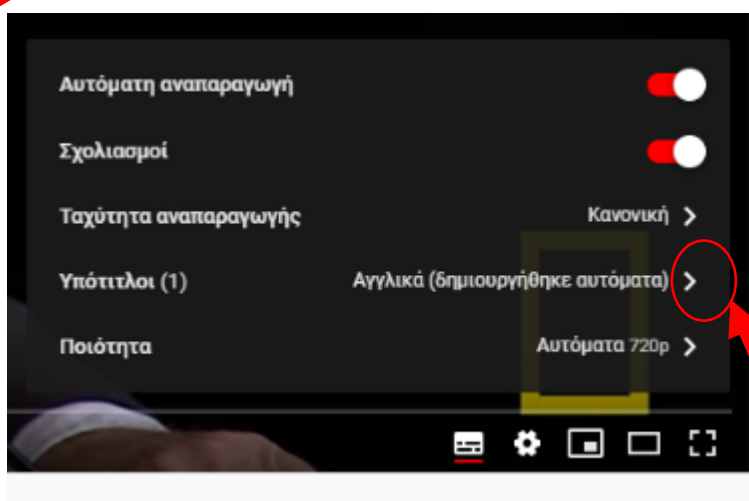 Αυτόματη αναπαραγωγή
Σχολιασμοί
Ταχύτητα αναπαραγωγής Κανονική
Υπότιτλοι (1) Αγγλικά (δημιουργήθηκε αυτόματα)
Ποιότητα Αυτόματα 720p